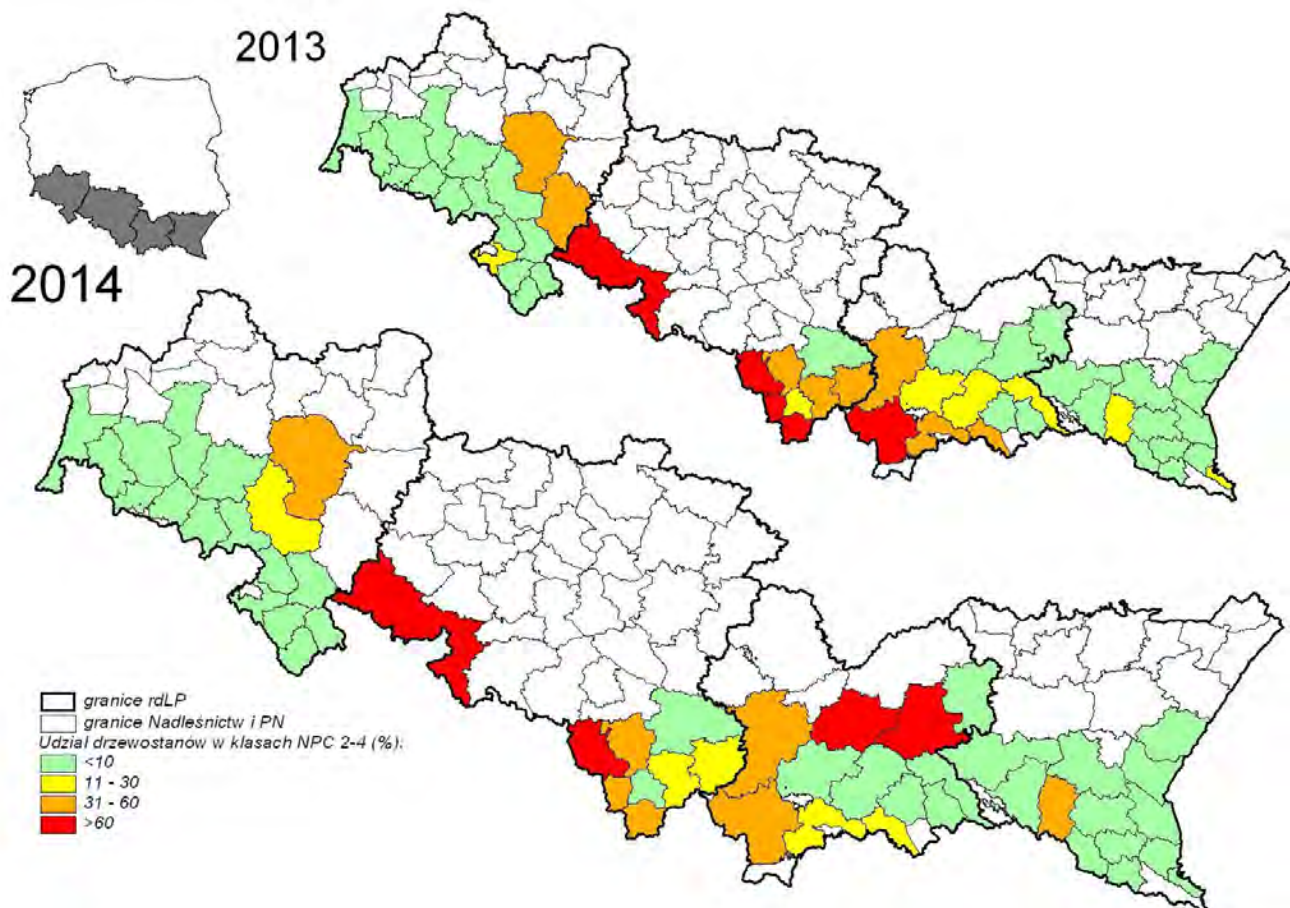 2013
2014
granice rdLP
granice Nadleśnictw i PN
Udział drzewostanów w klasach NPC 2-4 (%):
<10
11 - 30
31 - 60
>60